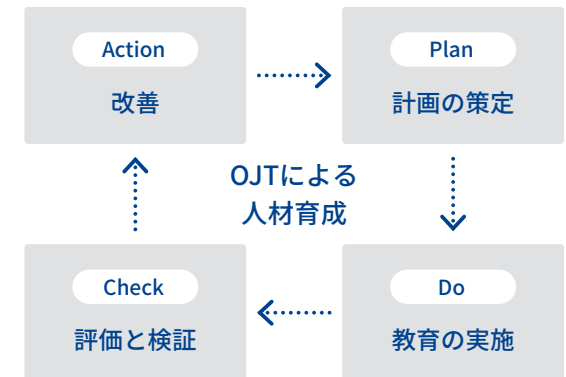 Action
改善
Plan
計画の策定
OJTによる
人材育成
Check
評価と検証
Do
教育の実施